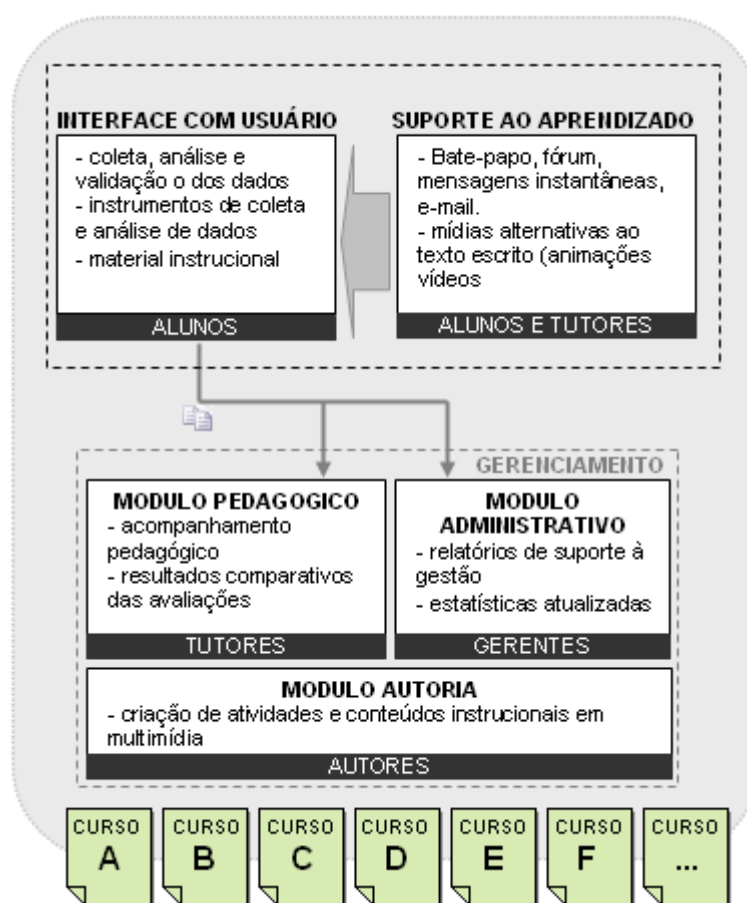 INTERFACE COM USUÁRIO
- coleta, análise e
validação o dos dados
- instrumentos de coleta
e análise de dados
- material instrucional
ALUNOS
SUPORTE AO APRENDIZADO
- Bate-papo, fórum,
mensagens instantâneas,
e-mail.
- mídias alternativas ao
texto escrito (animações
vídeos
ALUNOS E TUTORES
GERENCIAMENTO
MODULO PEDAGOGICO
- acompanhamento
pedagógico
- resultados comparativos
das avaliações
TUTORES
MODULO
ADMINISTRATIVO
- relatórios de suporte à
gestão
- estatísticas atualizadas
GERENTES
MODULO AUTORIA
- criação de atividades e conteúdos instrucionais em
multimídia
AUTORES
CURSO
A
CURSO
B
CURSO
C
CURSO
D
CURSO
E
CURSO
F
CURSO
...